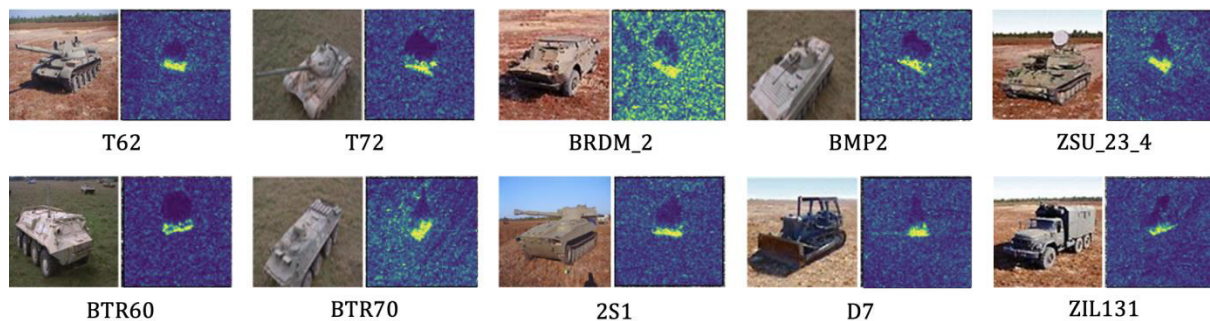 T62 T72 BRDM_2 BMP2 ZSU_23_4
BTR60 BTR70 2S1 D7 ZIL131